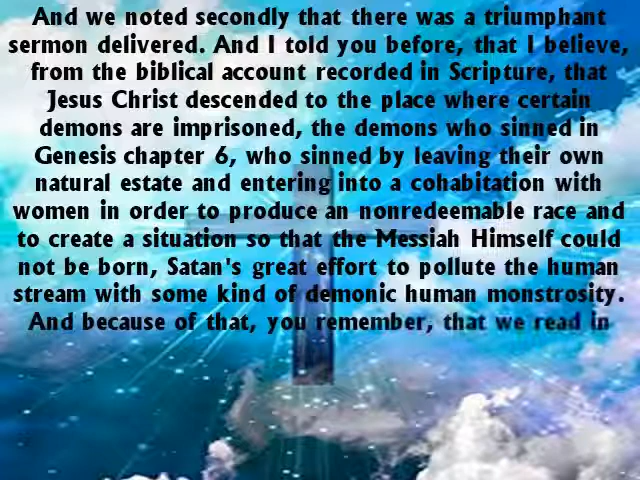 And we noted secondly that there was a triumphant
sermon delivered. And I told you before, that I believe,
from the biblical account recorded in Scripture, that
Jesus Christ descended to the place where certain
demons are imprisoned, the demons who sinned in
Genesis chapter 6, who sinned by leaving their own
natural estate and entering into a cohabitation with
women in order to produce an nonredeemable race and
to create a situation so that the Messiah Himself could
not be born, Satan's great effort to pollute the human
stream with some kind of demonic human monstrosity.
And because of that, you remember, that we read in